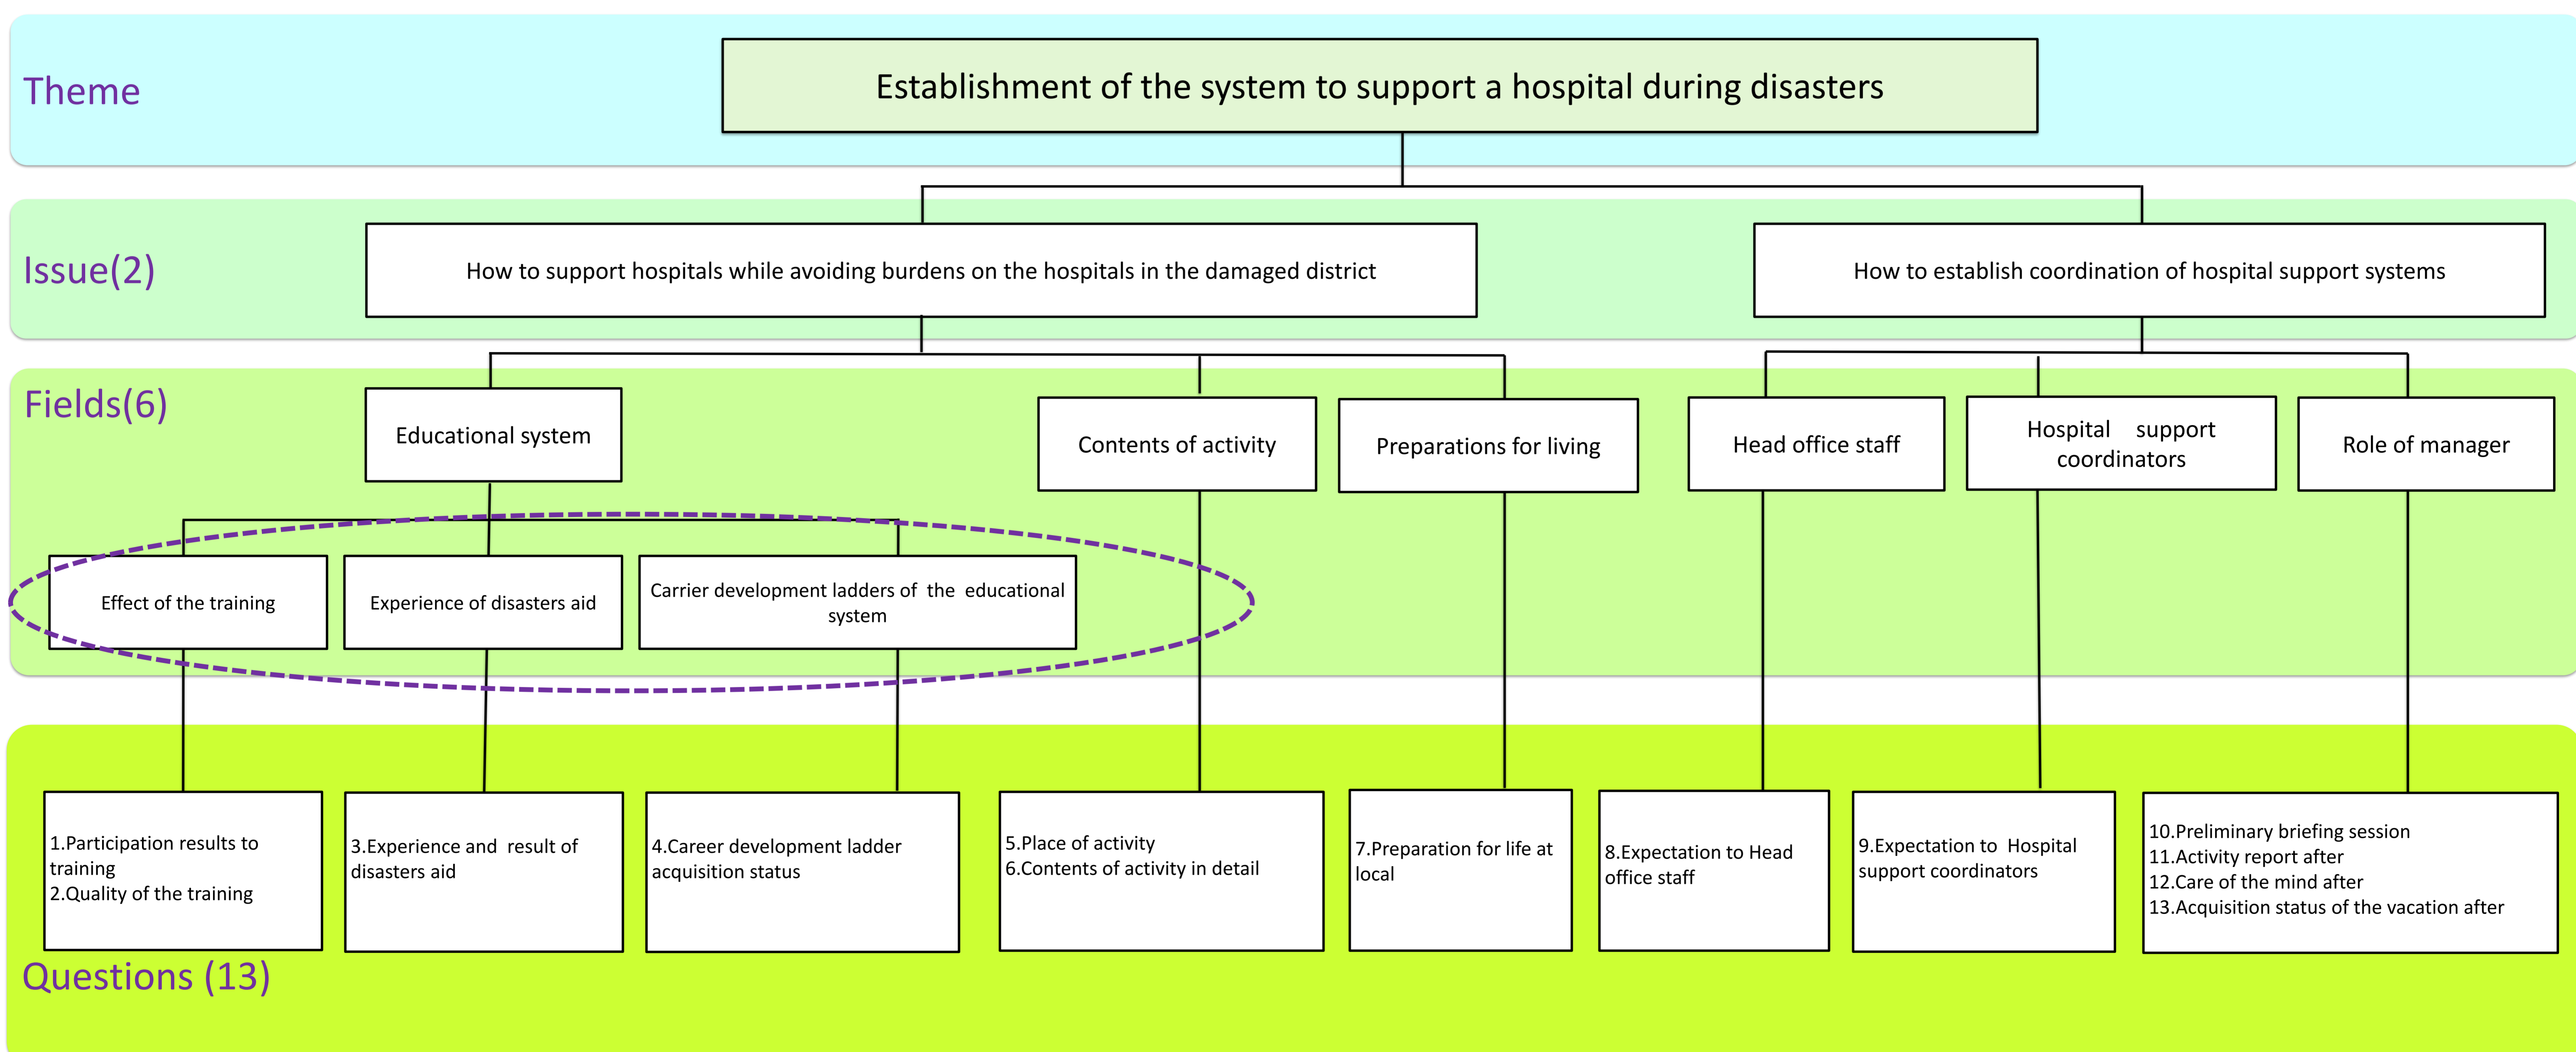 Theme
Establishment of the system to support a hospital during disasters
Issue(2)
How to support hospitals while avoiding burdens on the hospitals in the damaged district
How to establish coordination of hospital support systems
Fields(6)
Educational system
Contents of activity
Preparations for living
Head office staff
Hospital support
coordinators
Role of manager
Effect of the training
Experience of disasters aid
Carrier development ladders of the educational
system
1.Participation results to
training
2.Quality of the training
3.Experience and result of
disasters aid
4.Career development ladder
acquisition status
5.Place of activity
6.Contents of activity in detail
7.Preparation for life at
local
8.Expectation to Head
office staff
9.Expectation to Hospital
support coordinators
10.Preliminary briefing session
11.Activity report after
12.Care of the mind after
13.Acquisition status of the vacation after
Questions (13)